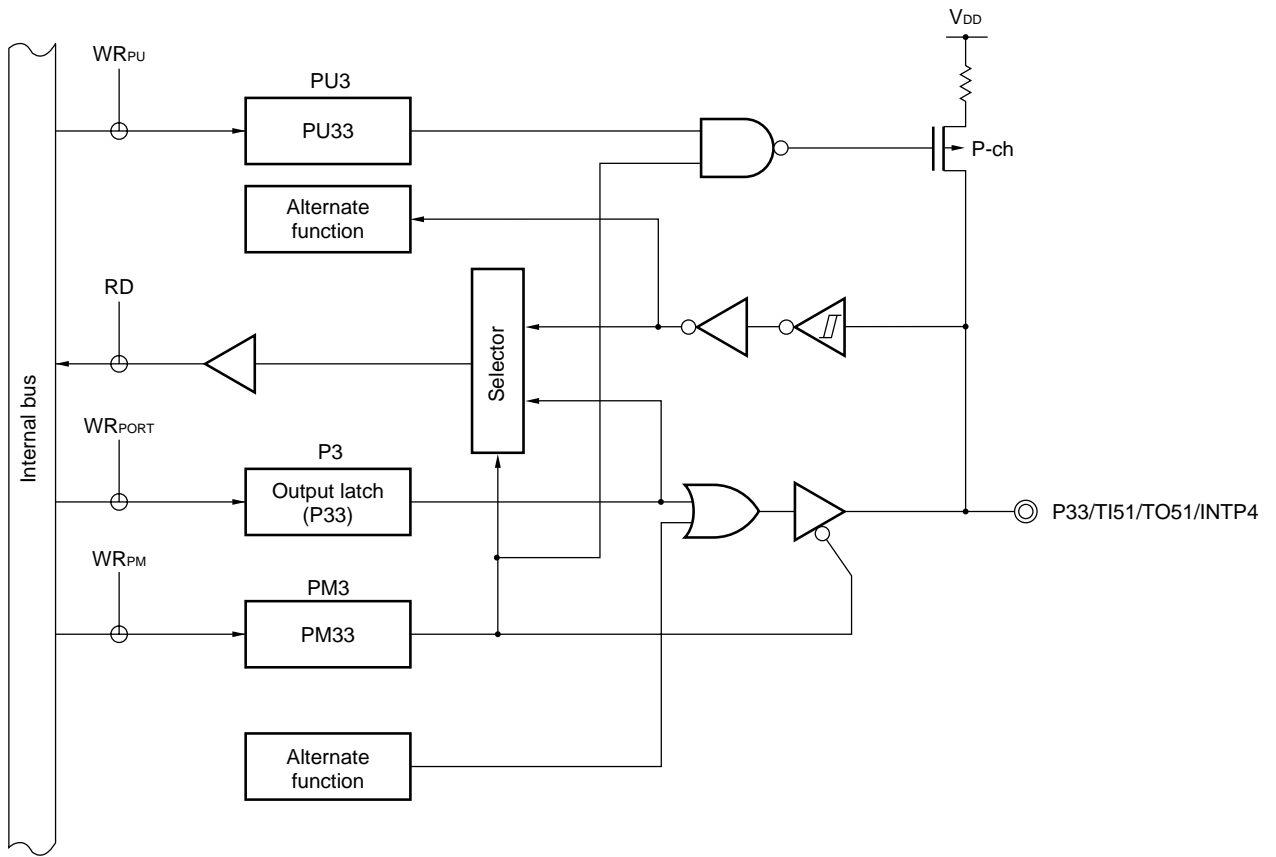 VDD
WRPU
PU3
PU33
P-ch
Alternate
function
RD
Selector
Internal bus
WRPORT
P3
Output latch
(P33)
P33/TI51/TO51/INTP4
WRPM
PM3
PM33
Alternate
function